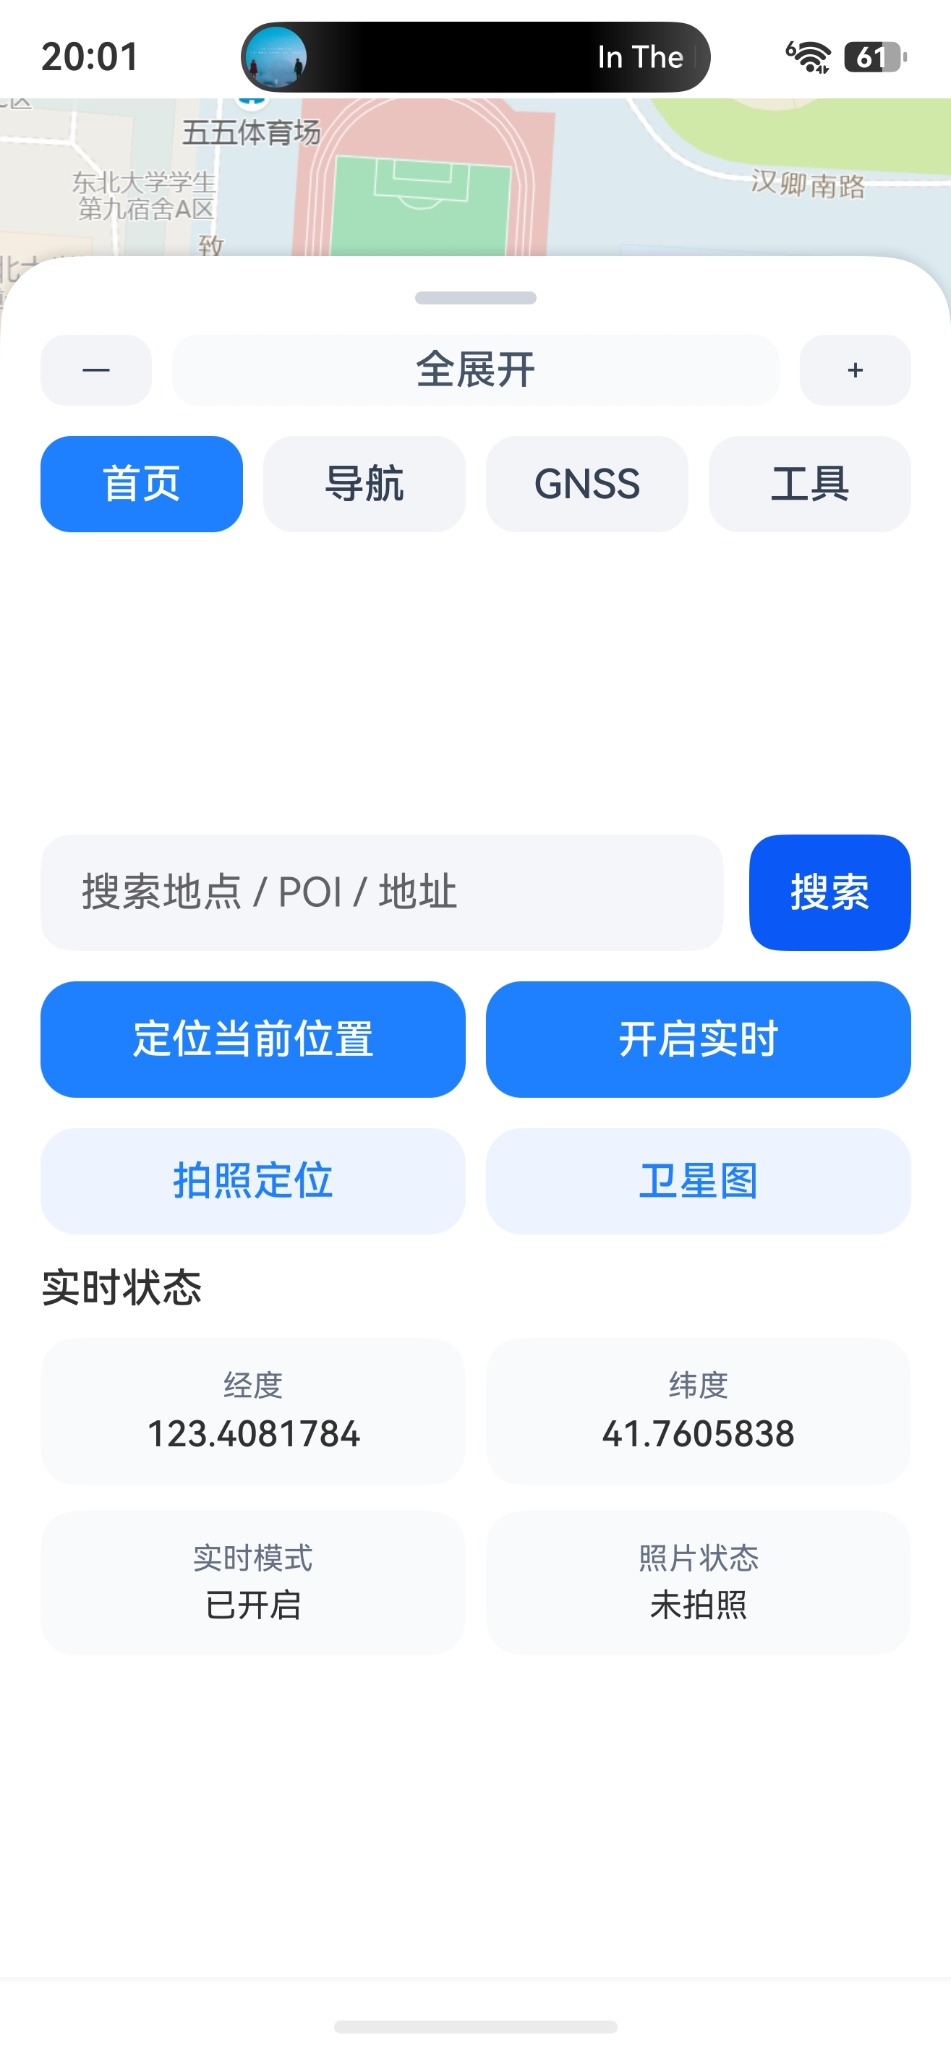 20:01
In The
6
61
五五体育场
东北大学学生
第九宿舍A区
汉卿南路
致
—
全展开
+
首页
导航
GNSS
工具
搜索地点 / POI / 地址
搜索
定位当前位置
开启实时
拍照定位
卫星图
实时状态
经度
纬度
123.4081784
41.7605838
实时模式
照片状态
已开启
未拍照